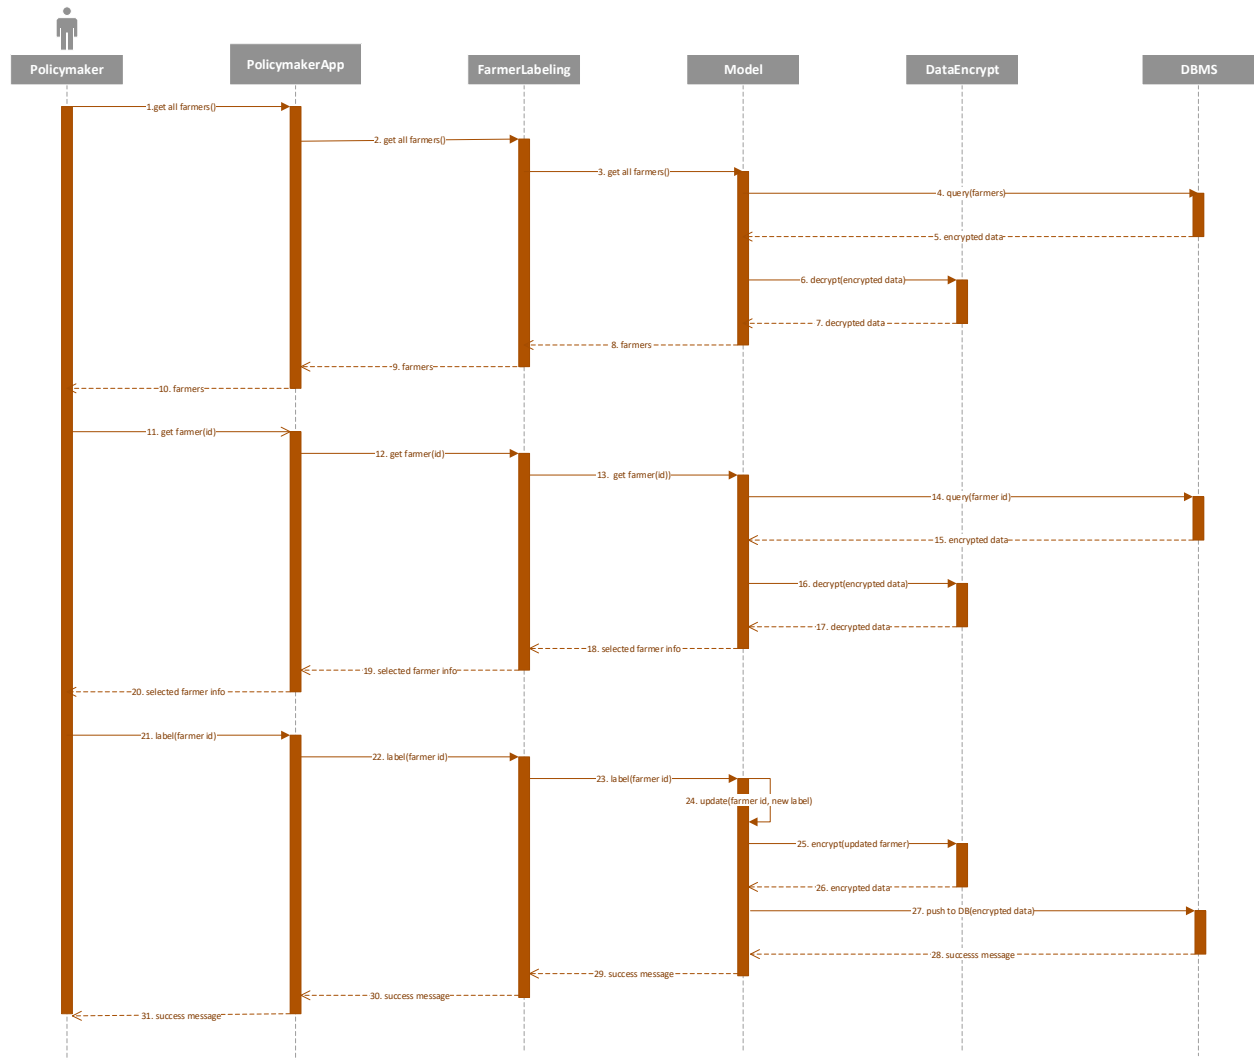 Policymaker
PolicymakerApp
FarmerLabeling
Model
DataEncrypt
DBMS
1.get all farmers()
2. get all farmers()
3. get all farmers()
4. query(farmers)
5. encrypted data
6. decrypt(encrypted data)
7. decrypted data
8. farmers
9. farmers
10. farmers
11. get farmer(id)
12. get farmer(id)
13. get farmer(id))
14. query(farmer id)
15. encrypted data
16. decrypt(encrypted data)
17. decrypted data
18. selected farmer info
19. selected farmer info
20. selected farmer info
21. label(farmer id)
22. label(farmer id)
23. label(farmer id)
24. update(farmer id, new label)
25. encrypt(updated farmer)
26. encrypted data
27. push to DB(encrypted data)
28. successs message
29. success message
30. success message
31. success message